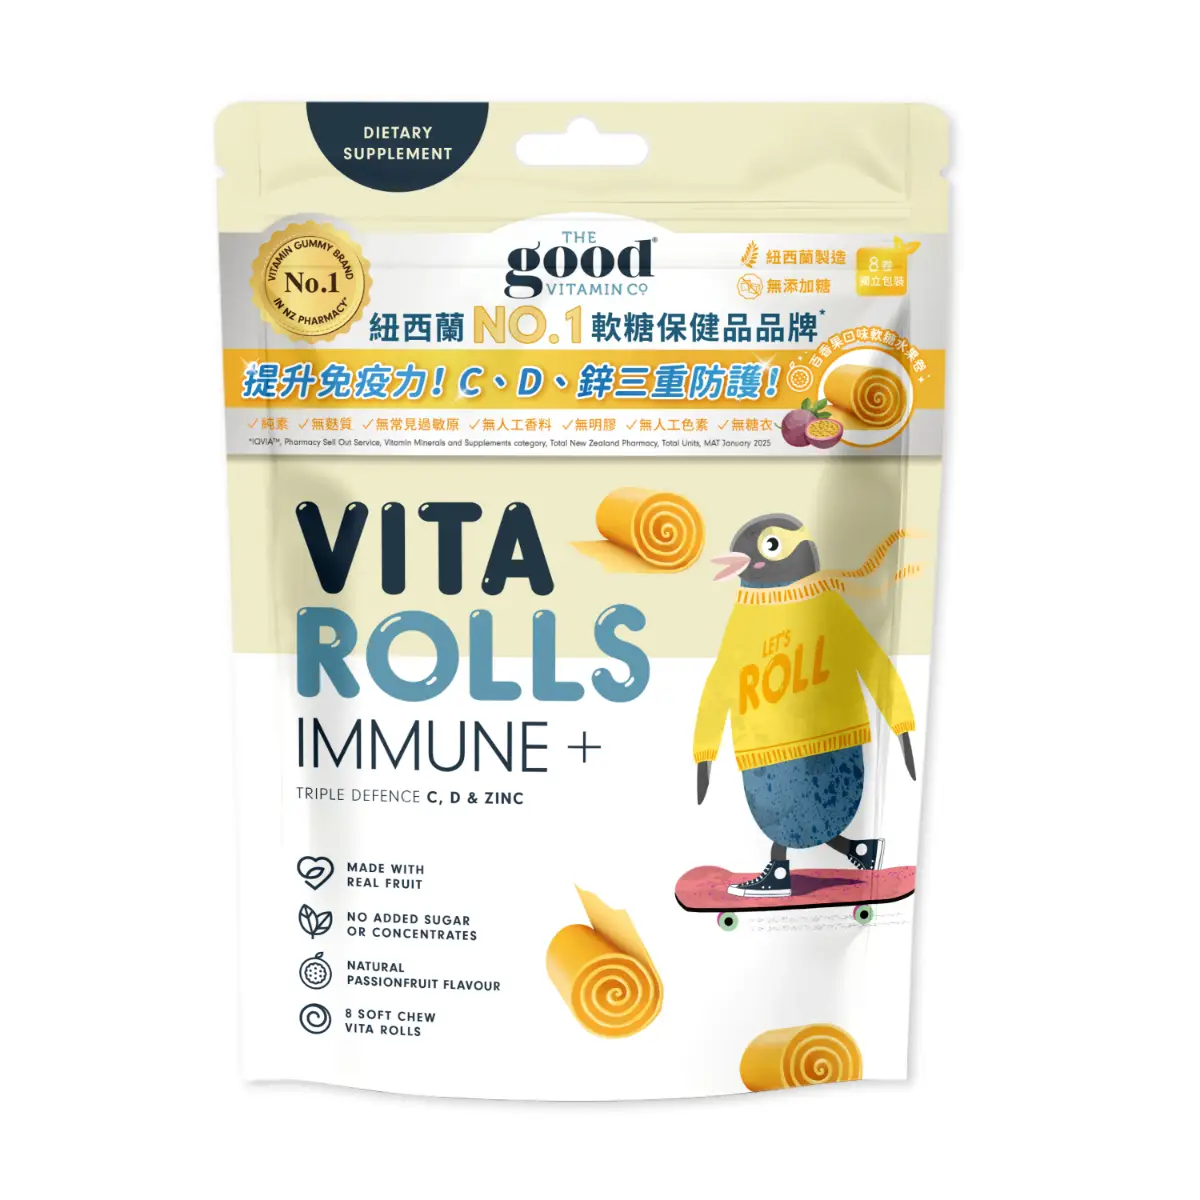 DIETARY
SUPPLEMENT
VITAMIN GUMMY BRAND
No.1
IN NZ PHARMACY*
THE
good®
VITAMIN CO
紐西蘭製造
無添加糖
8卷
獨立包裝
紐西蘭NO.1軟糖保健品品牌*
提升免疫力！C、D、鋅三重防護！
百香果口味軟糖水果卷
✓純素 ✓無麩質 ✓無常見過敏原 ✓無人工香料 ✓無明膠 ✓無人工色素 ✓無糖衣
*IQVIA™, Pharmacy Sell Out Service, Vitamin Minerals and Supplements category, Total New Zealand Pharmacy, Total Units, MAT January 2025
VITA
ROLLS
IMMUNE +
TRIPLE DEFENCE C, D & ZINC
LET'S
ROLL
MADE WITH
REAL FRUIT
NO ADDED SUGAR
OR CONCENTRATES
NATURAL
PASSIONFRUIT FLAVOUR
8 SOFT CHEW
VITA ROLLS